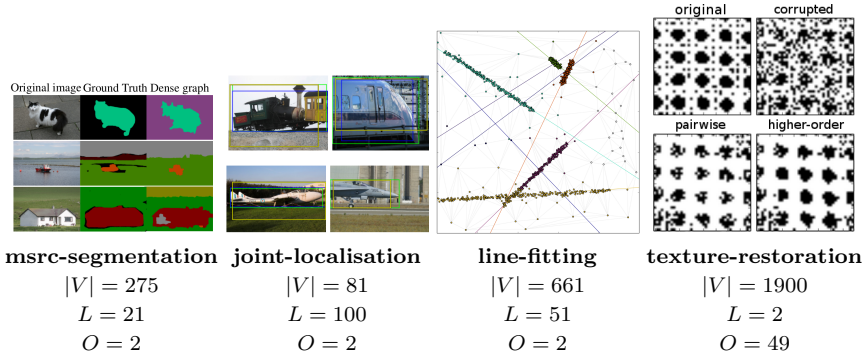 original corrupted
Original image Ground Truth Dense graph
pairwise higher-order
msrc-segmentation joint-localisation line-fitting texture-restoration
|V| = 275 |V| = 81 |V| = 661 |V| = 1900
L = 21 L = 100 L = 51 L = 2
O = 2 O = 2 O = 2 O = 49